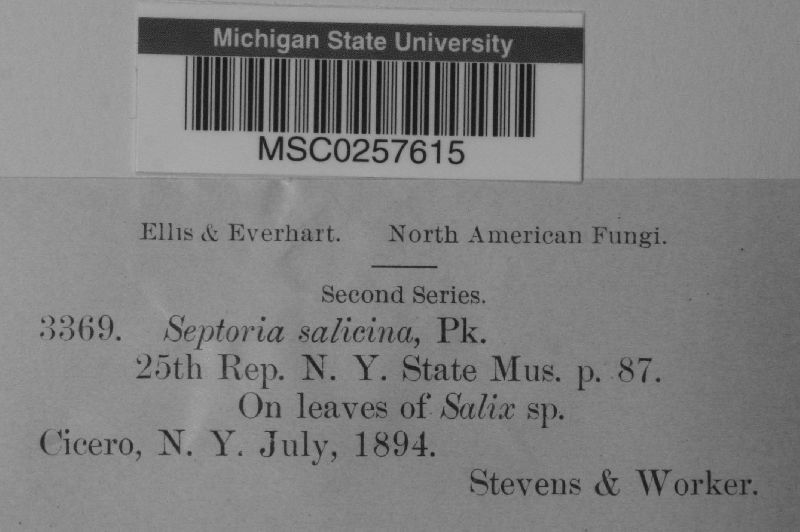 Michigan State University
MSC0257615
Ellis & Everhart. North American Fungi.
Second Series.
3369. Septoria salicina, Pk.
25th Rep. N. Y. State Mus. p. 87.
On leaves of Salix sp.
Cicero, N. Y. July, 1894.
Stevens & Worker.